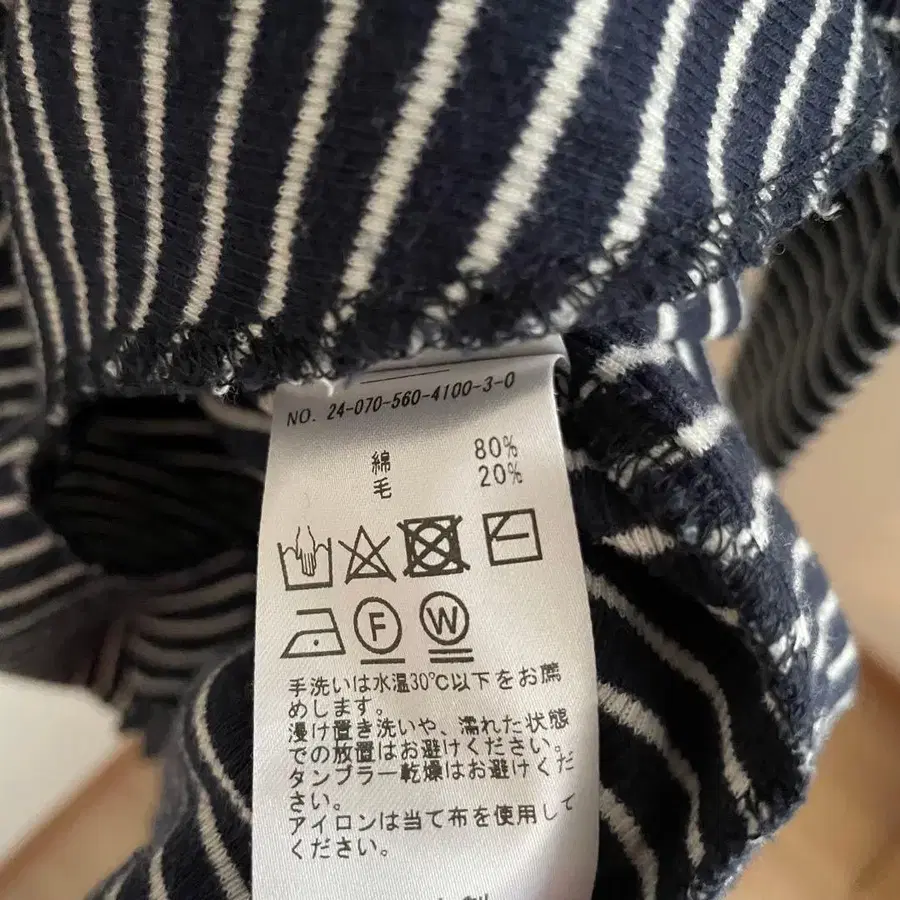 NO. 24-070-560-4100-3-0
綿 80%
毛 20%
F W
手洗いは水温30℃以下をお薦
めします。
浸け置き洗いや、濡れた状態
での放置はお避けください。
タンブラー乾燥はお避けくだ
さい。
アイロンは当て布を使用して
ください。